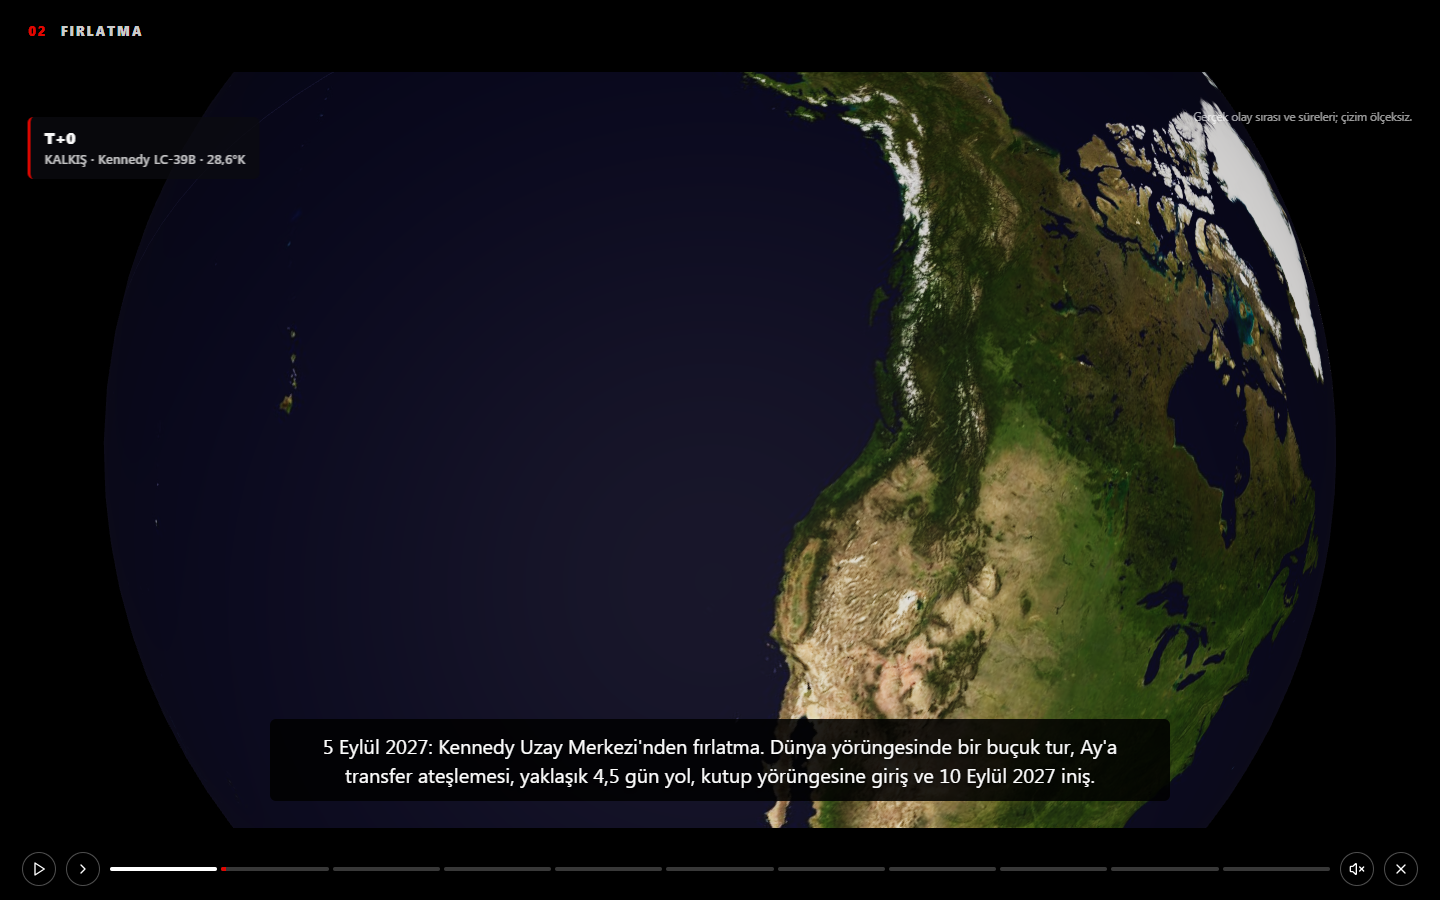 02 FIRLATMA
Gerçek olay sırası ve süreleri; çizim ölçeksiz.
T+0
KALKIŞ · Kennedy LC-39B · 28,6°K
5 Eylül 2027: Kennedy Uzay Merkezi'nden fırlatma. Dünya yörüngesinde bir buçuk tur, Ay'a
transfer ateşlemesi, yaklaşık 4,5 gün yol, kutup yörüngesine giriş ve 10 Eylül 2027 iniş.